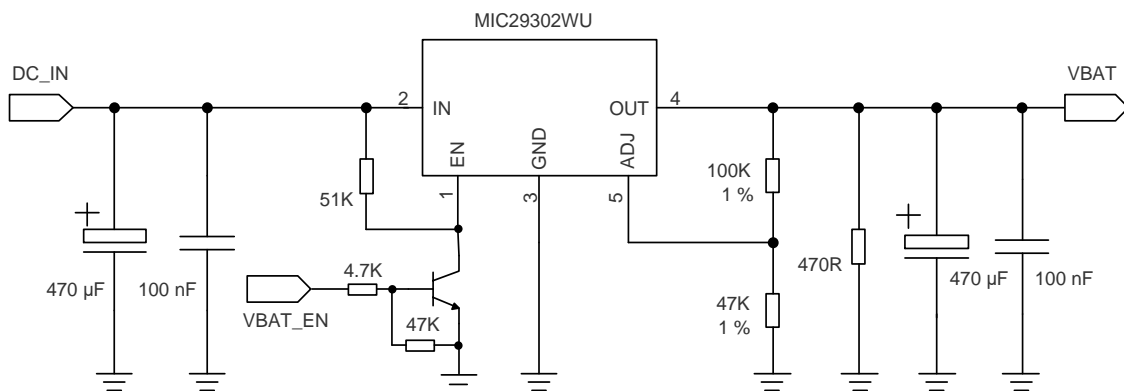 MIC29302WU
DC_IN
VBAT
2
IN
OUT
4
EN
GND
ADJ
1
3
5
51K
100K
1 %
470 µF
100 nF
4.7K
VBAT_EN
47K
470R
47K
1 %
470 µF
100 nF